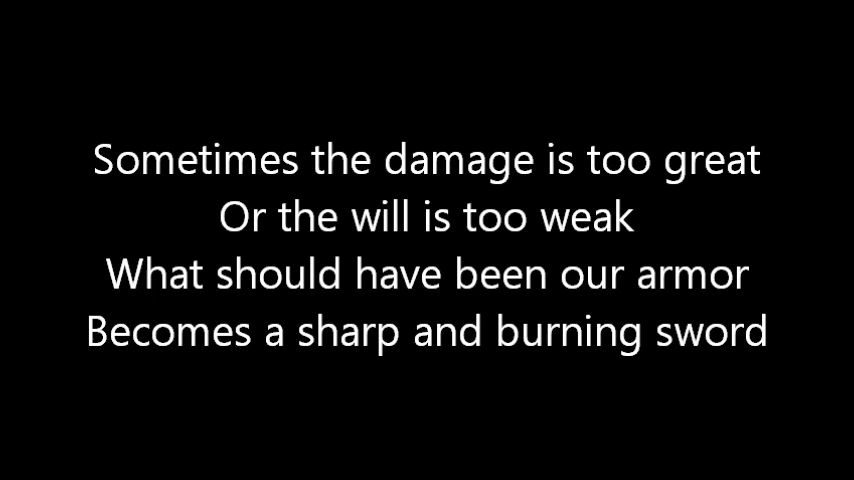 Sometimes the damage is too great
Or the will is too weak
What should have been our armor
Becomes a sharp and burning sword